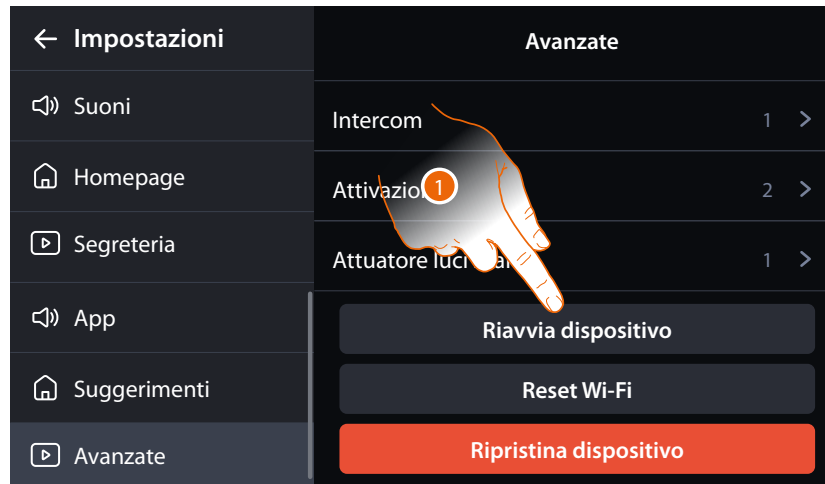 Impostazioni
Suoni
Homepage
Segreteria
App
Suggerimenti
Avanzate
Avanzate
Intercom 1
1
2
Attuatore luci 1
Riavvia dispositivo
Reset Wi-Fi
Ripristina dispositivo